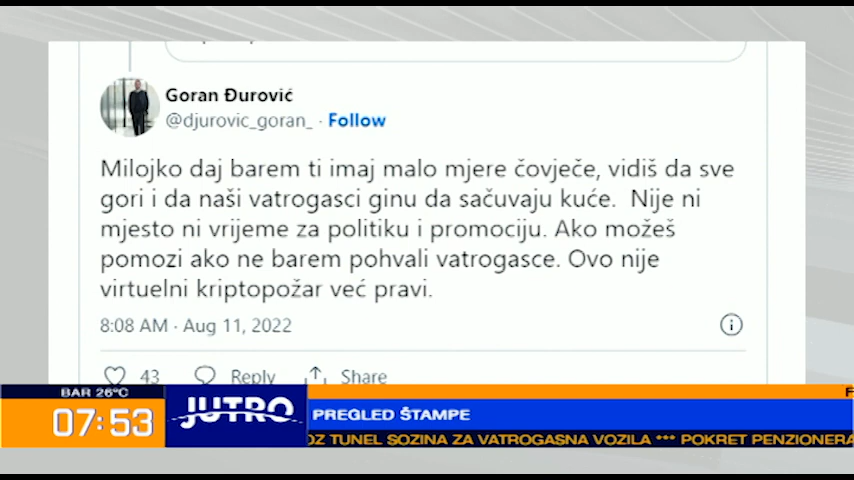 Goran Đurović
@djurovic_goran_ · Follow
Milojko daj barem ti imaj malo mjere čovječe, vidiš da sve
gori i da naši vatrogasci ginu da sačuvaju kuće. Nije ni
mjesto ni vrijeme za politiku i promociju. Ako možeš
pomozi ako ne barem pohvali vatrogasce. Ovo nije
virtuelni kriptopožar već pravi.
8:08 AM · Aug 11, 2022
43 Reply Share
BAR 26°C
07:53
JUTRO
PREGLED ŠTAMPE
OZ TUNEL SOZINA ZA VATROGASNA VOZILA *** POKRET PENZIONERA